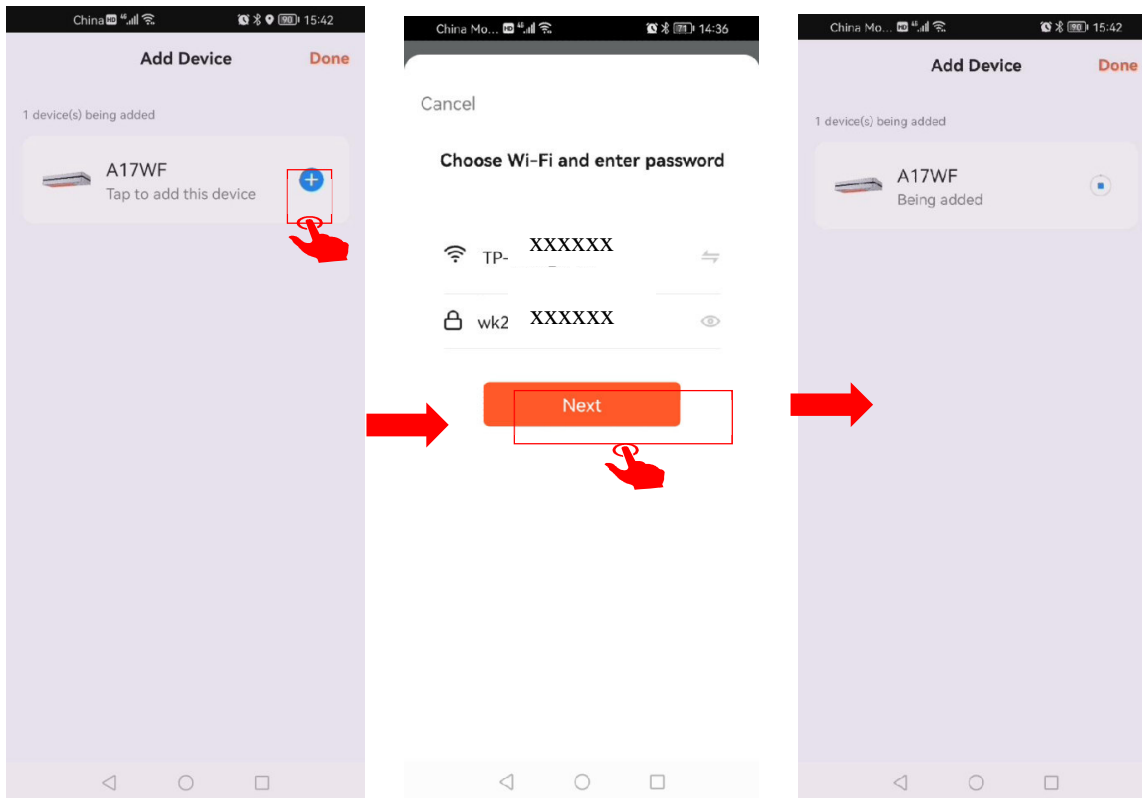 China HD 4G 90 15:42
Add Device Done
1 device(s) being added
A17WF
Tap to add this device
China Mo... HD 4G 71 14:36
Cancel
Choose Wi-Fi and enter password
TP- XXXXXX
wk2 XXXXXX
Next
China Mo... HD 4G 90 15:42
Add Device Done
1 device(s) being added
A17WF
Being added